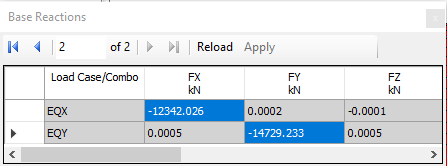 Base Reactions
2 of 2 Reload Apply
Load Case/Combo FX kN FY kN FZ kN
EQX -12342.026 0.0002 -0.0001
EQY 0.0005 -14729.233 0.0005